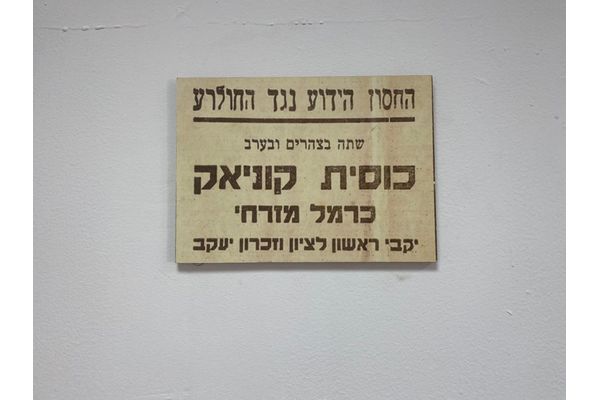 החסון הידוע נגד החולרע
שתה בצהרים ובערב
כוסית קוניאק
כרמל מזרחי
יקבי ראשון לציון וזכרון יעקב